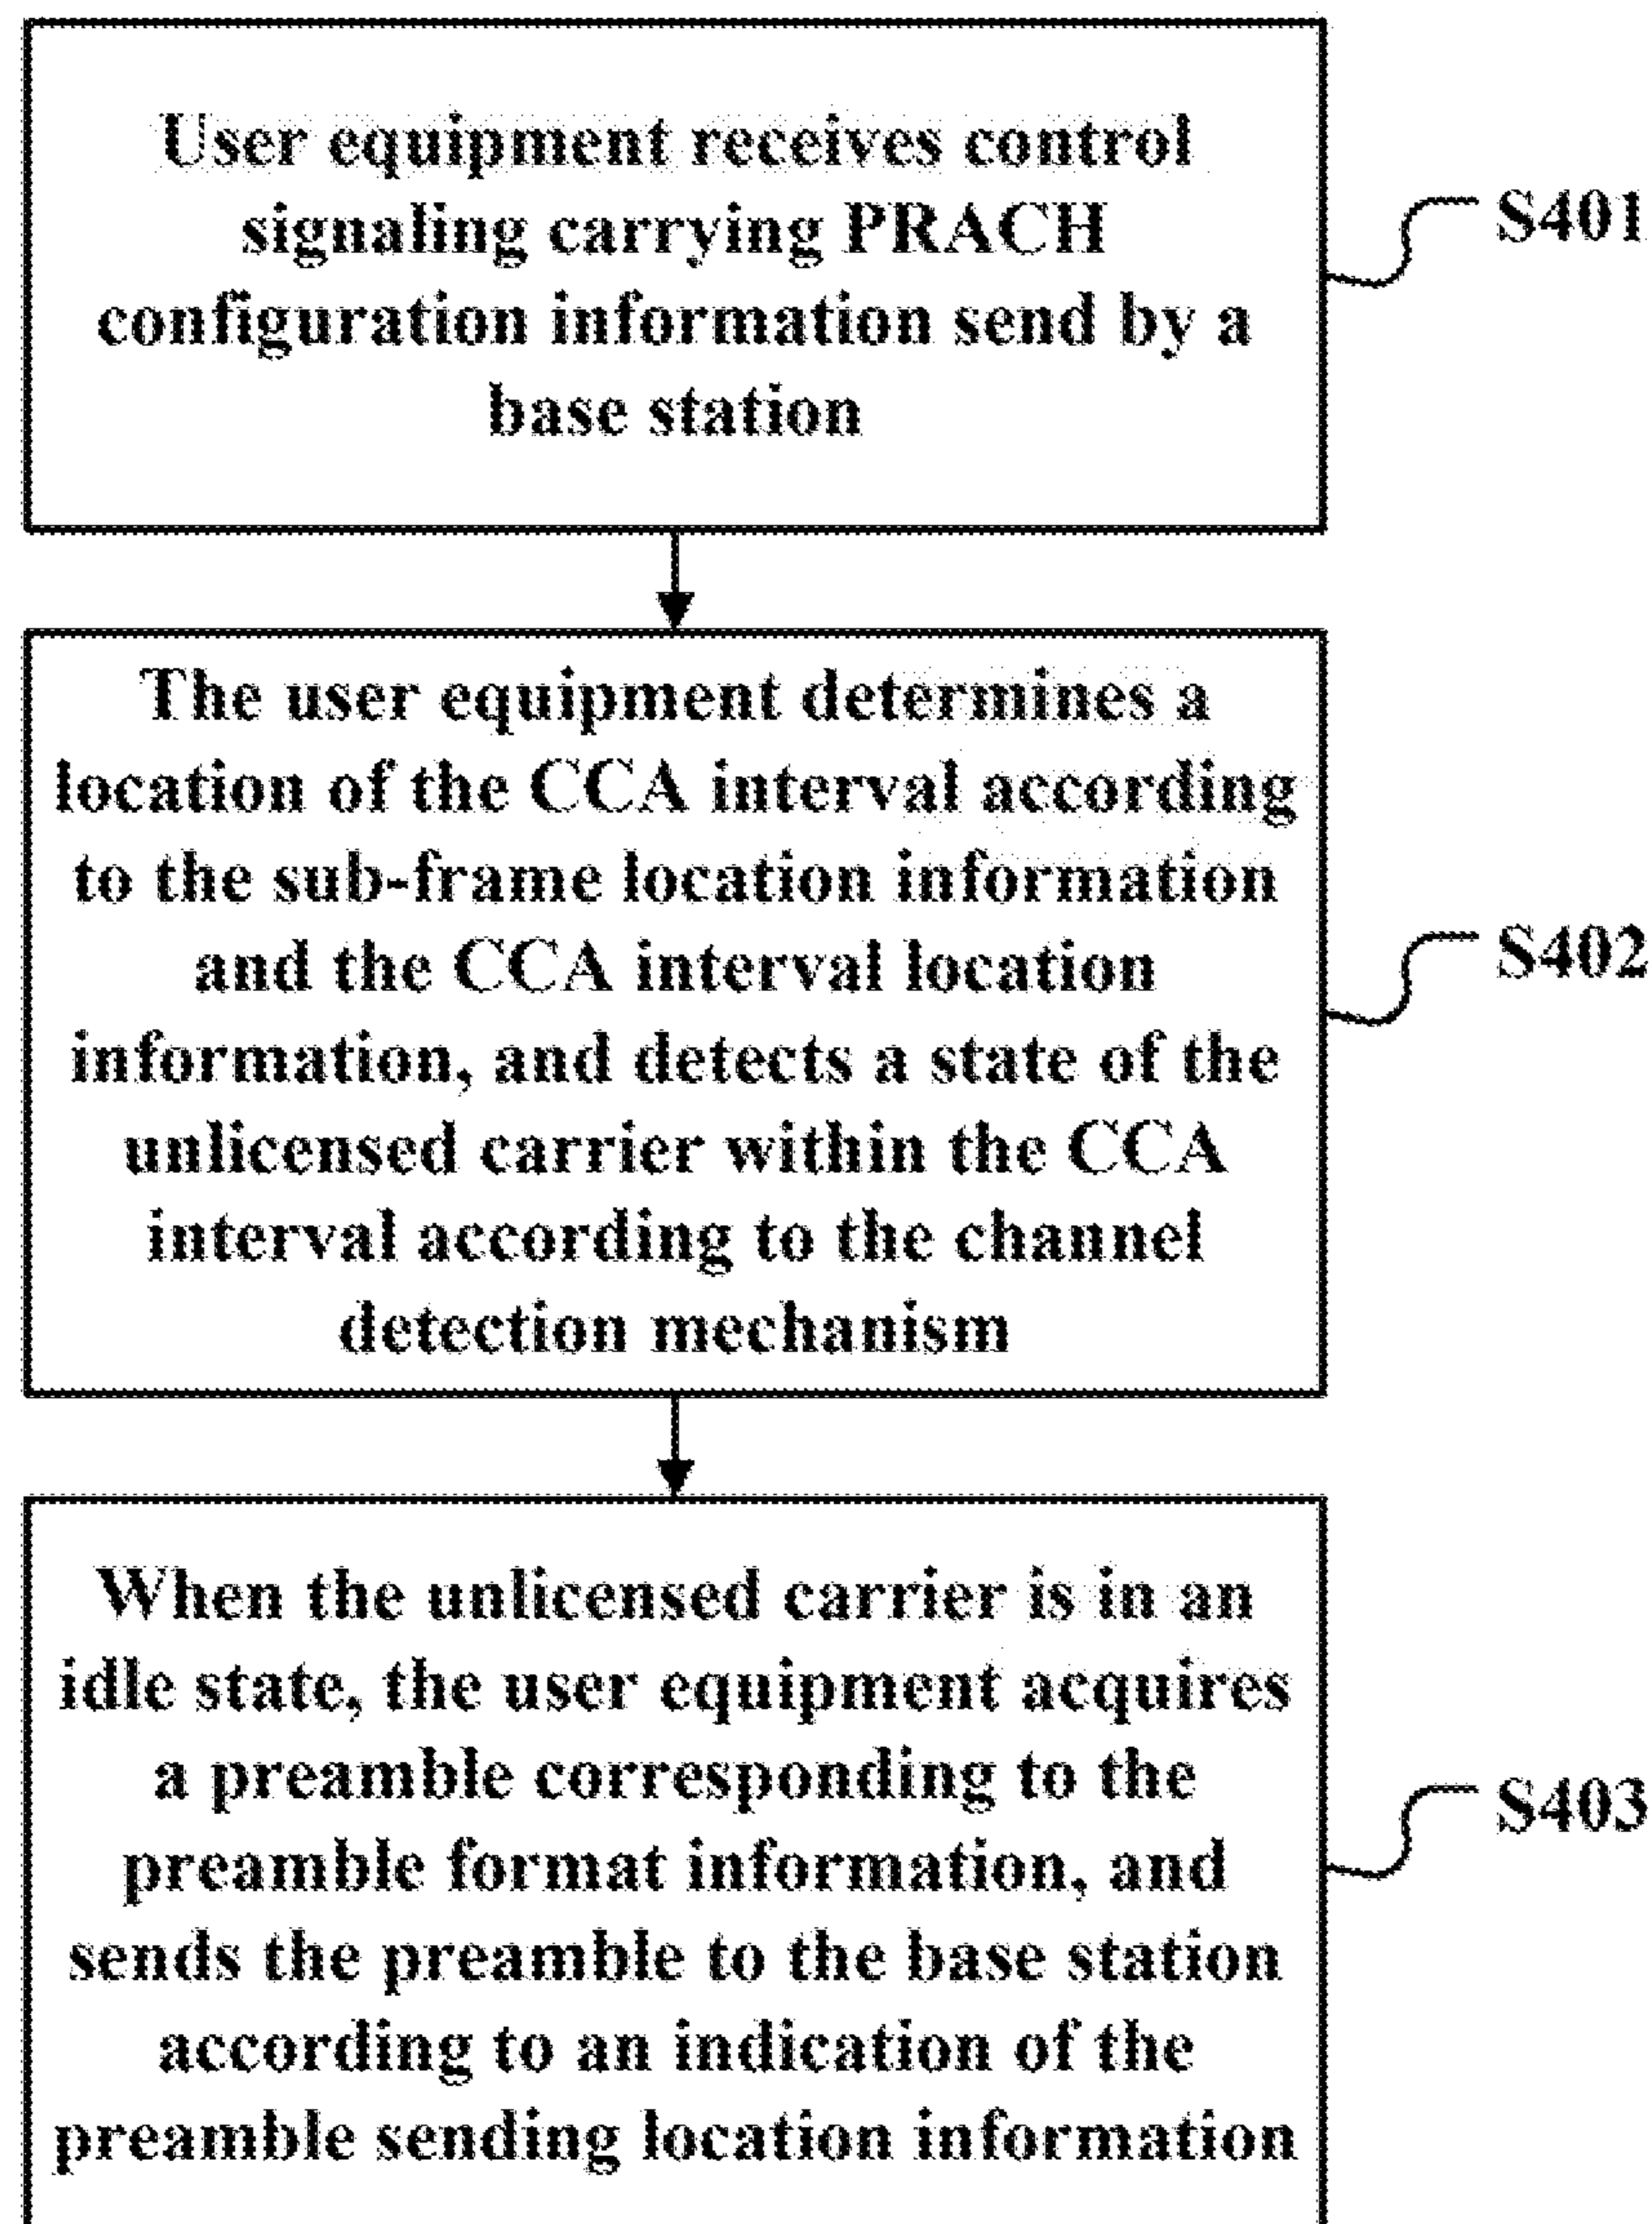 User equipment receives control
signaling carrying PRACH
configuration information send by a
base station
S401
The user equipment determines a
location of the CCA interval according
to the sub-frame location information
and the CCA interval location
information, and detects a state of the
unlicensed carrier within the CCA
interval according to the channel
detection mechanism
S402
When the unlicensed carrier is in an
idle state, the user equipment acquires
a preamble corresponding to the
preamble format information, and
sends the preamble to the base station
according to an indication of the
preamble sending location information
S403